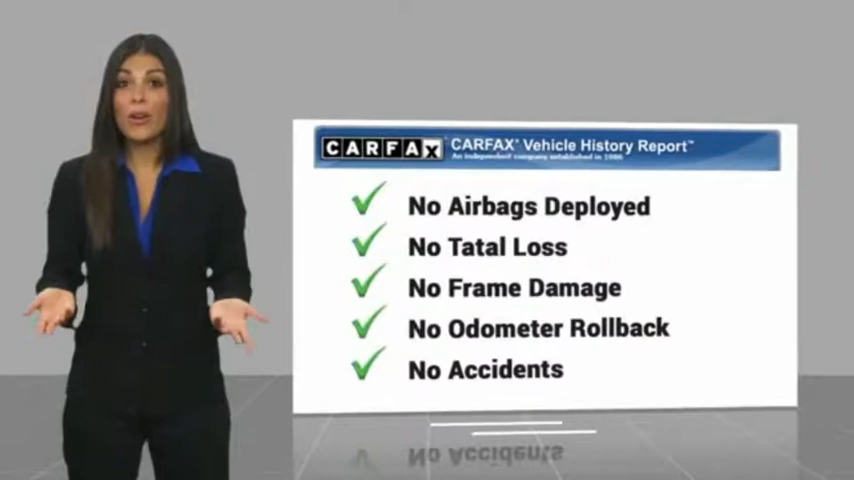 CARFAX CARFAX® Vehicle History Report™
An independent company established in 1986
No Airbags Deployed
No Tatal Loss
No Frame Damage
No Odometer Rollback
No Accidents
No Accidents